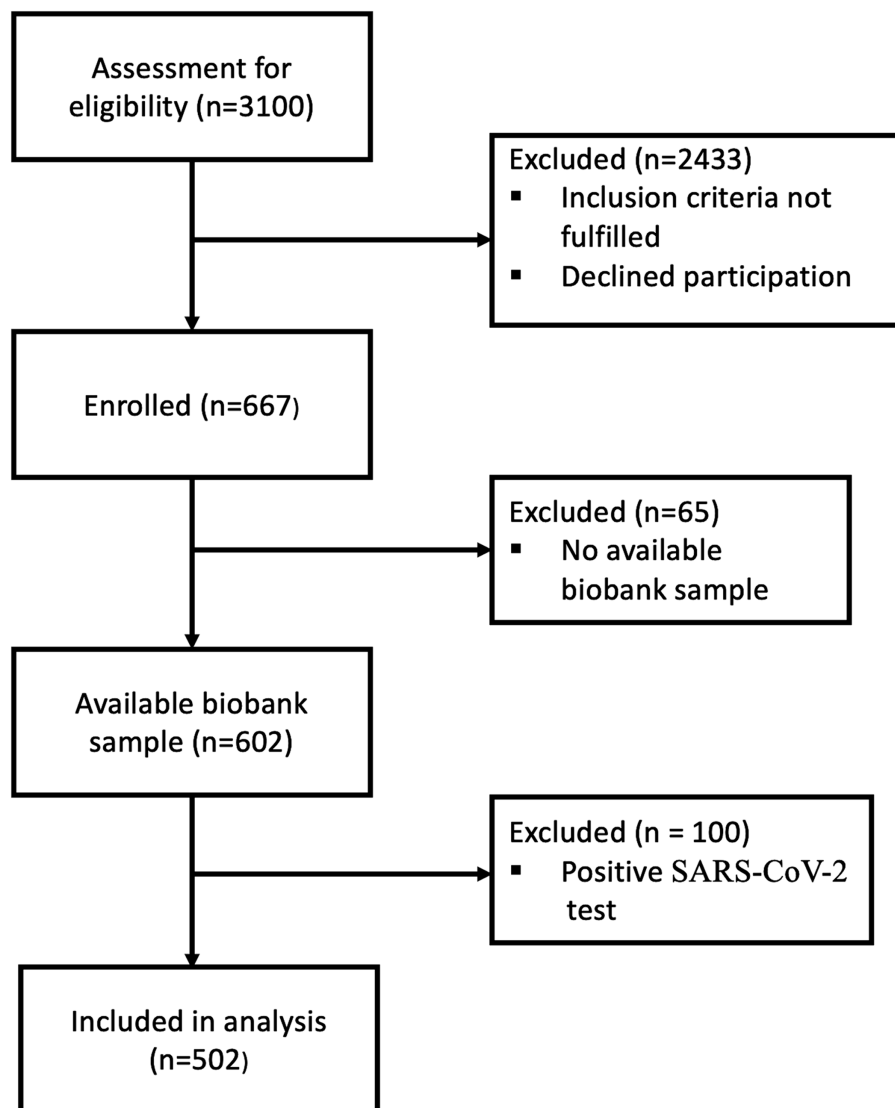 Assessment for
eligibility (n=3100)
Excluded (n=2433)
▪ Inclusion criteria not
fulfilled
▪ Declined participation
Enrolled (n=667)
Excluded (n=65)
▪ No available
biobank sample
Available biobank
sample (n=602)
Excluded (n = 100)
▪ Positive SARS-CoV-2
test
Included in analysis
(n=502)